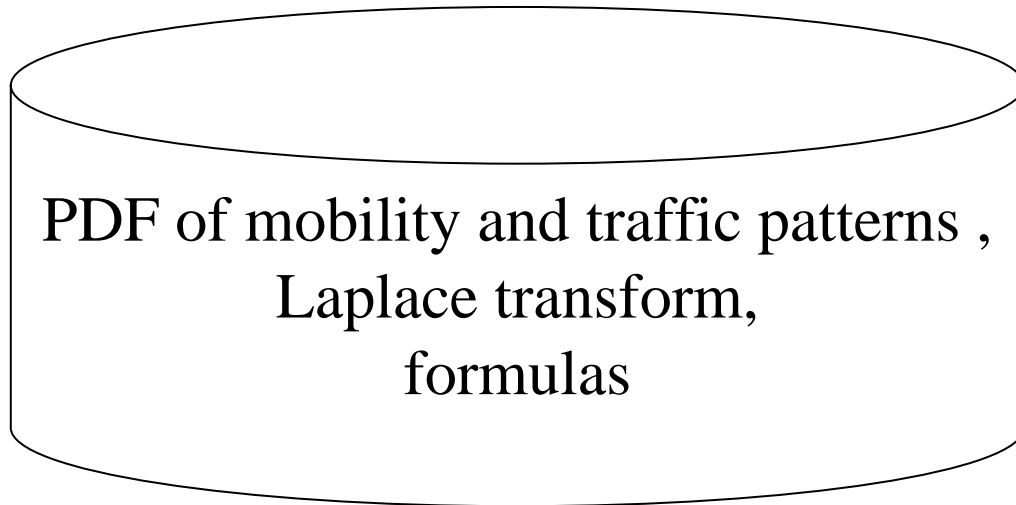 PDF of mobility and traffic patterns ,
Laplace transform,
formulas